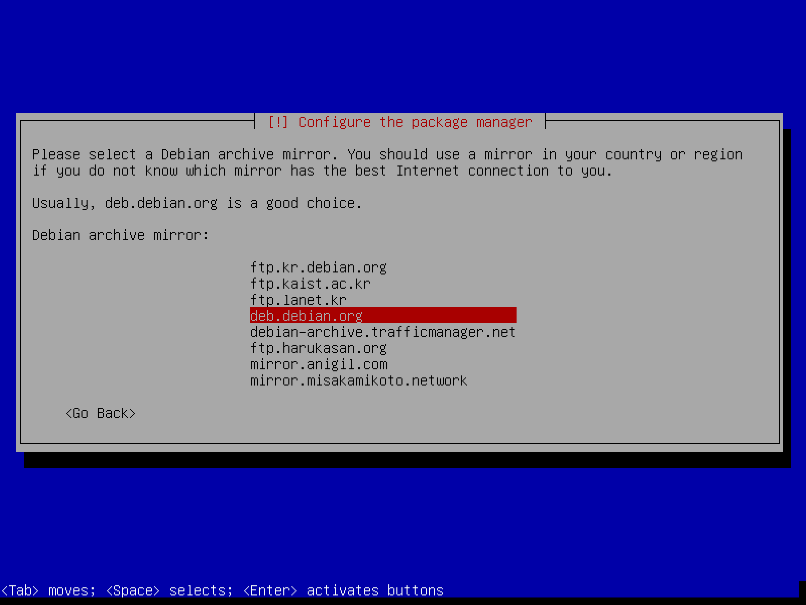 [!] Configure the package manager
Please select a Debian archive mirror. You should use a mirror in your country or region
if you do not know which mirror has the best Internet connection to you.
Usually, deb.debian.org is a good choice.
Debian archive mirror:
ftp.kr.debian.org
ftp.kaist.ac.kr
ftp.lanet.kr
deb.debian.org
debian-archive.trafficmanager.net
ftp.harukasan.org
mirror.anigil.com
mirror.misakamikoto.network
<Go Back>
<Tab> moves; <Space> selects; <Enter> activates buttons